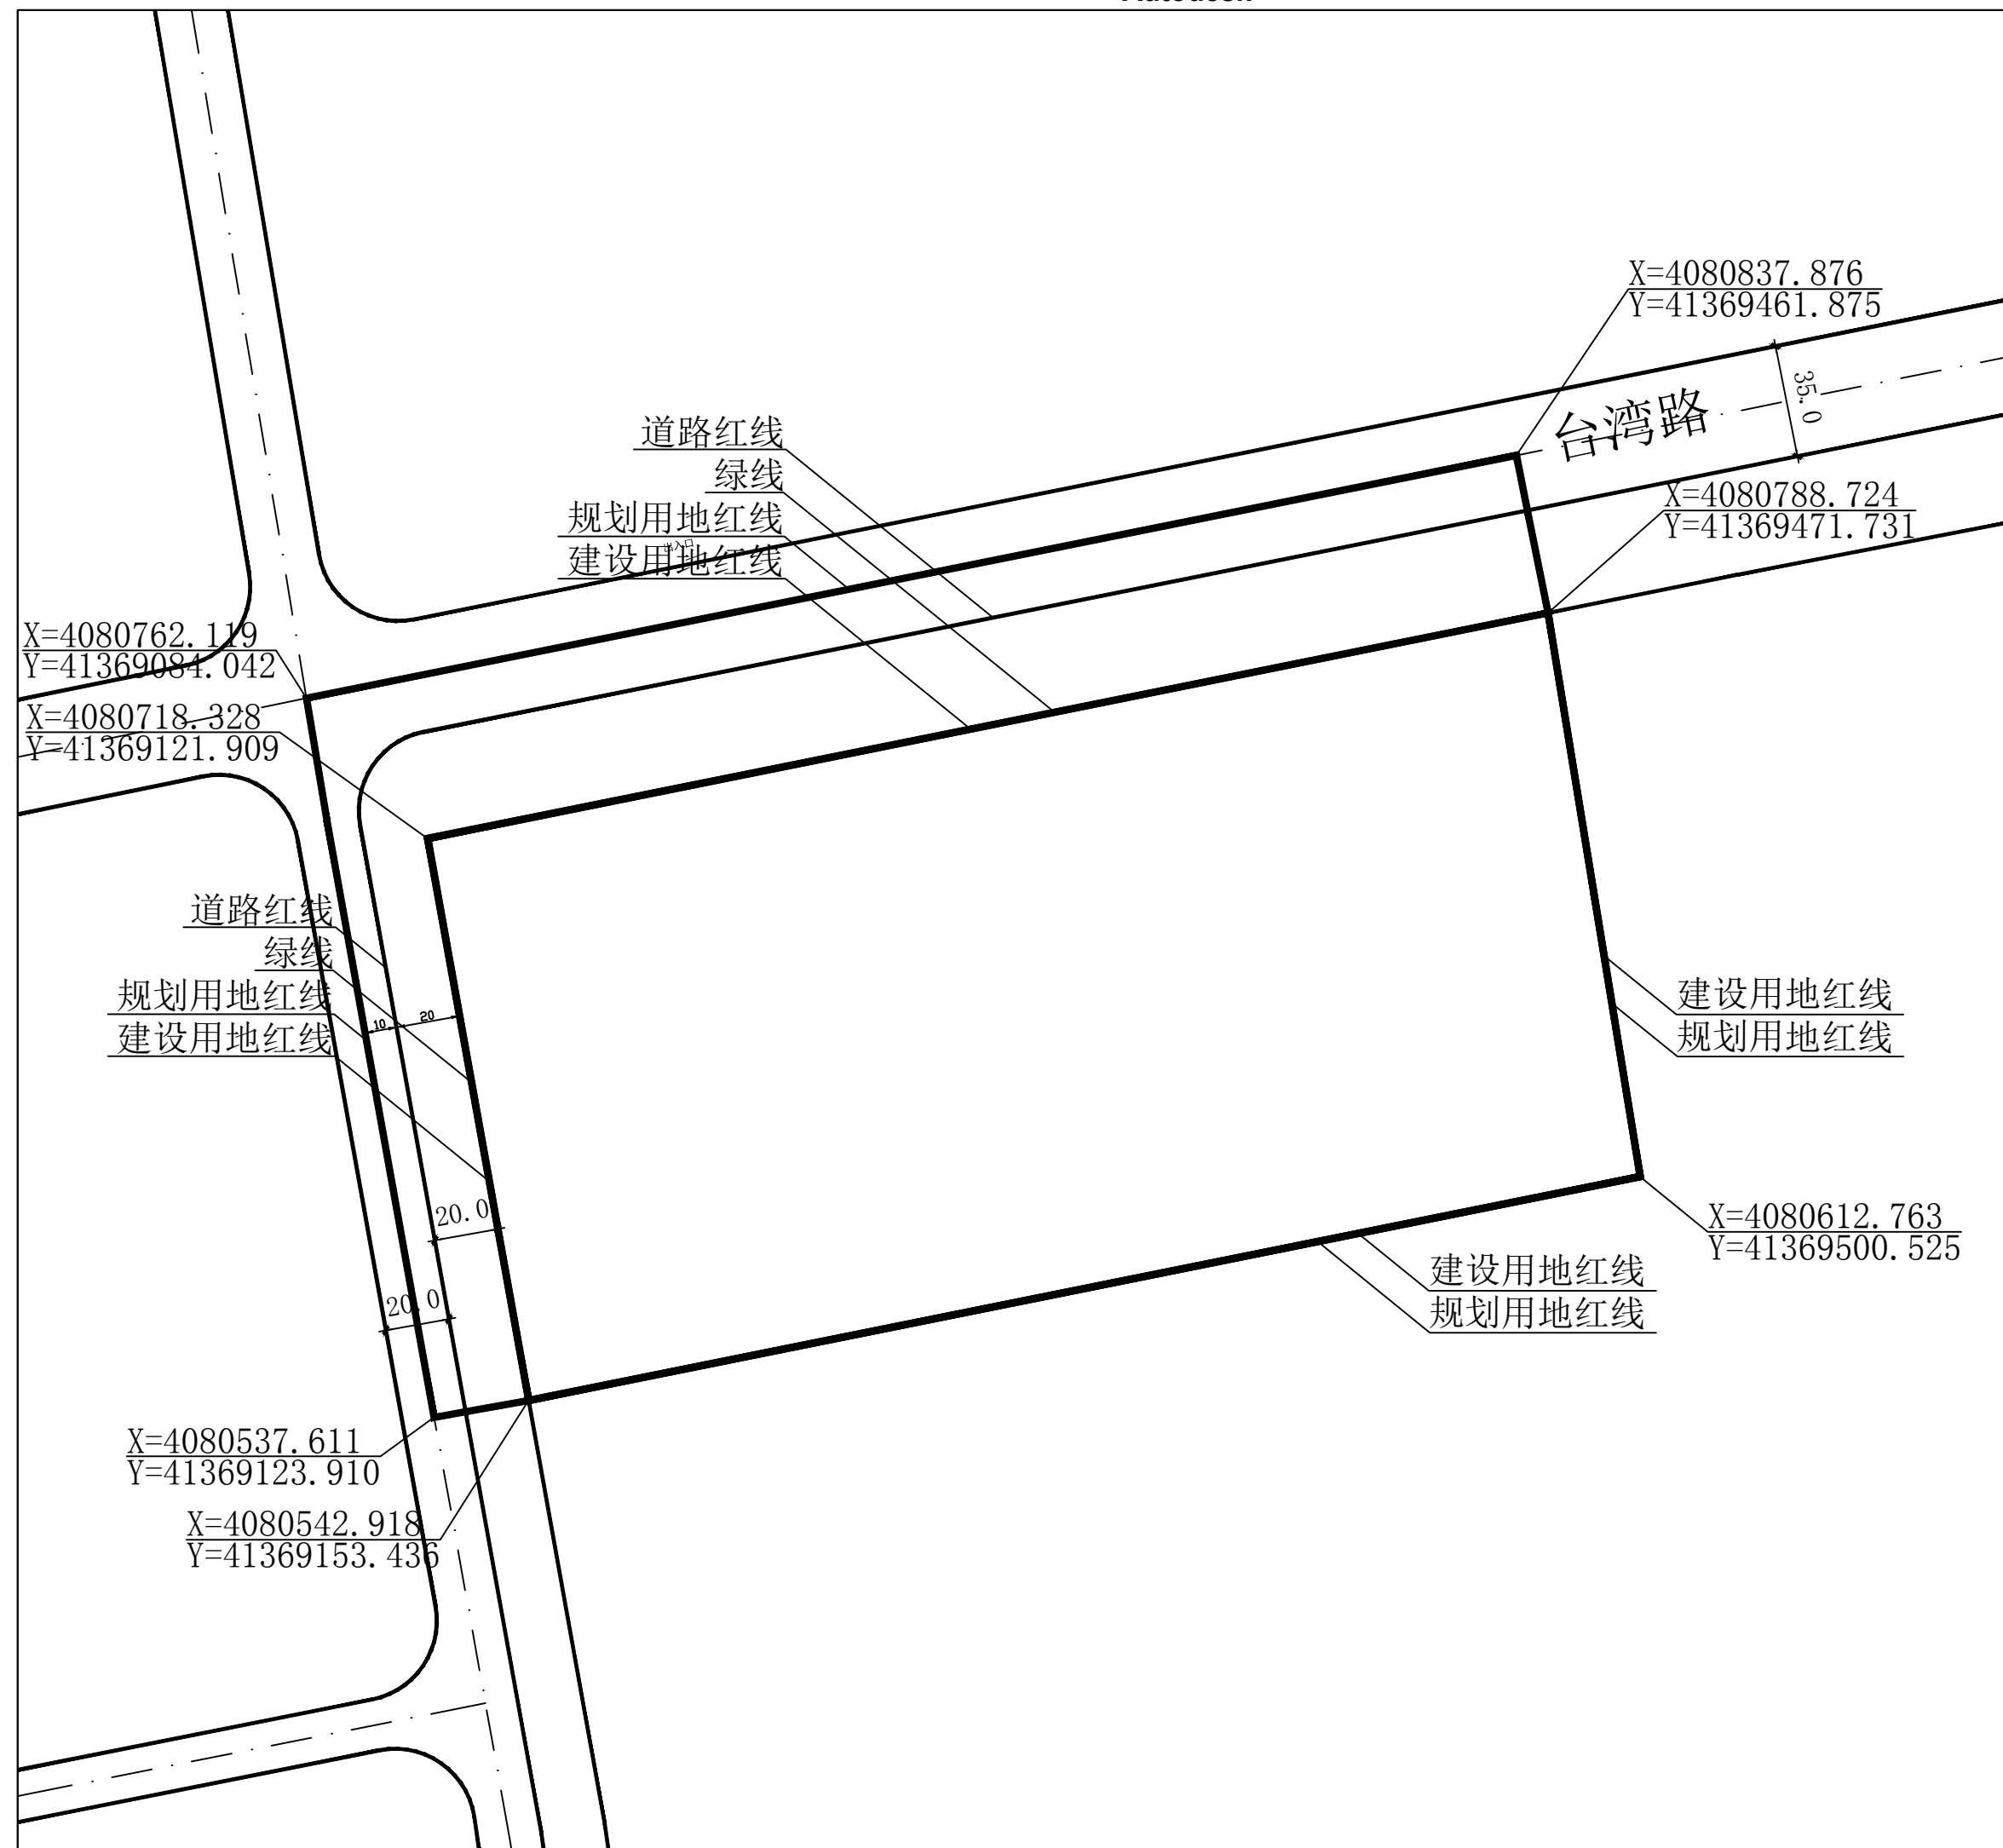 X=4080837.876
Y=41369461.875
35.0
台湾路
道路红线
绿线
规划用地红线
出入口
建设用地红线
X=4080788.724
Y=41369471.731
X=4080762.119
Y=41369084.042
X=4080718.328
Y=41369121.909
道路红线
绿线
规划用地红线
建设用地红线
10
20
建设用地红线
规划用地红线
20.0
20.0
X=4080612.763
Y=41369500.525
建设用地红线
规划用地红线
X=4080537.611
Y=41369123.910
X=4080542.918
Y=41369153.436